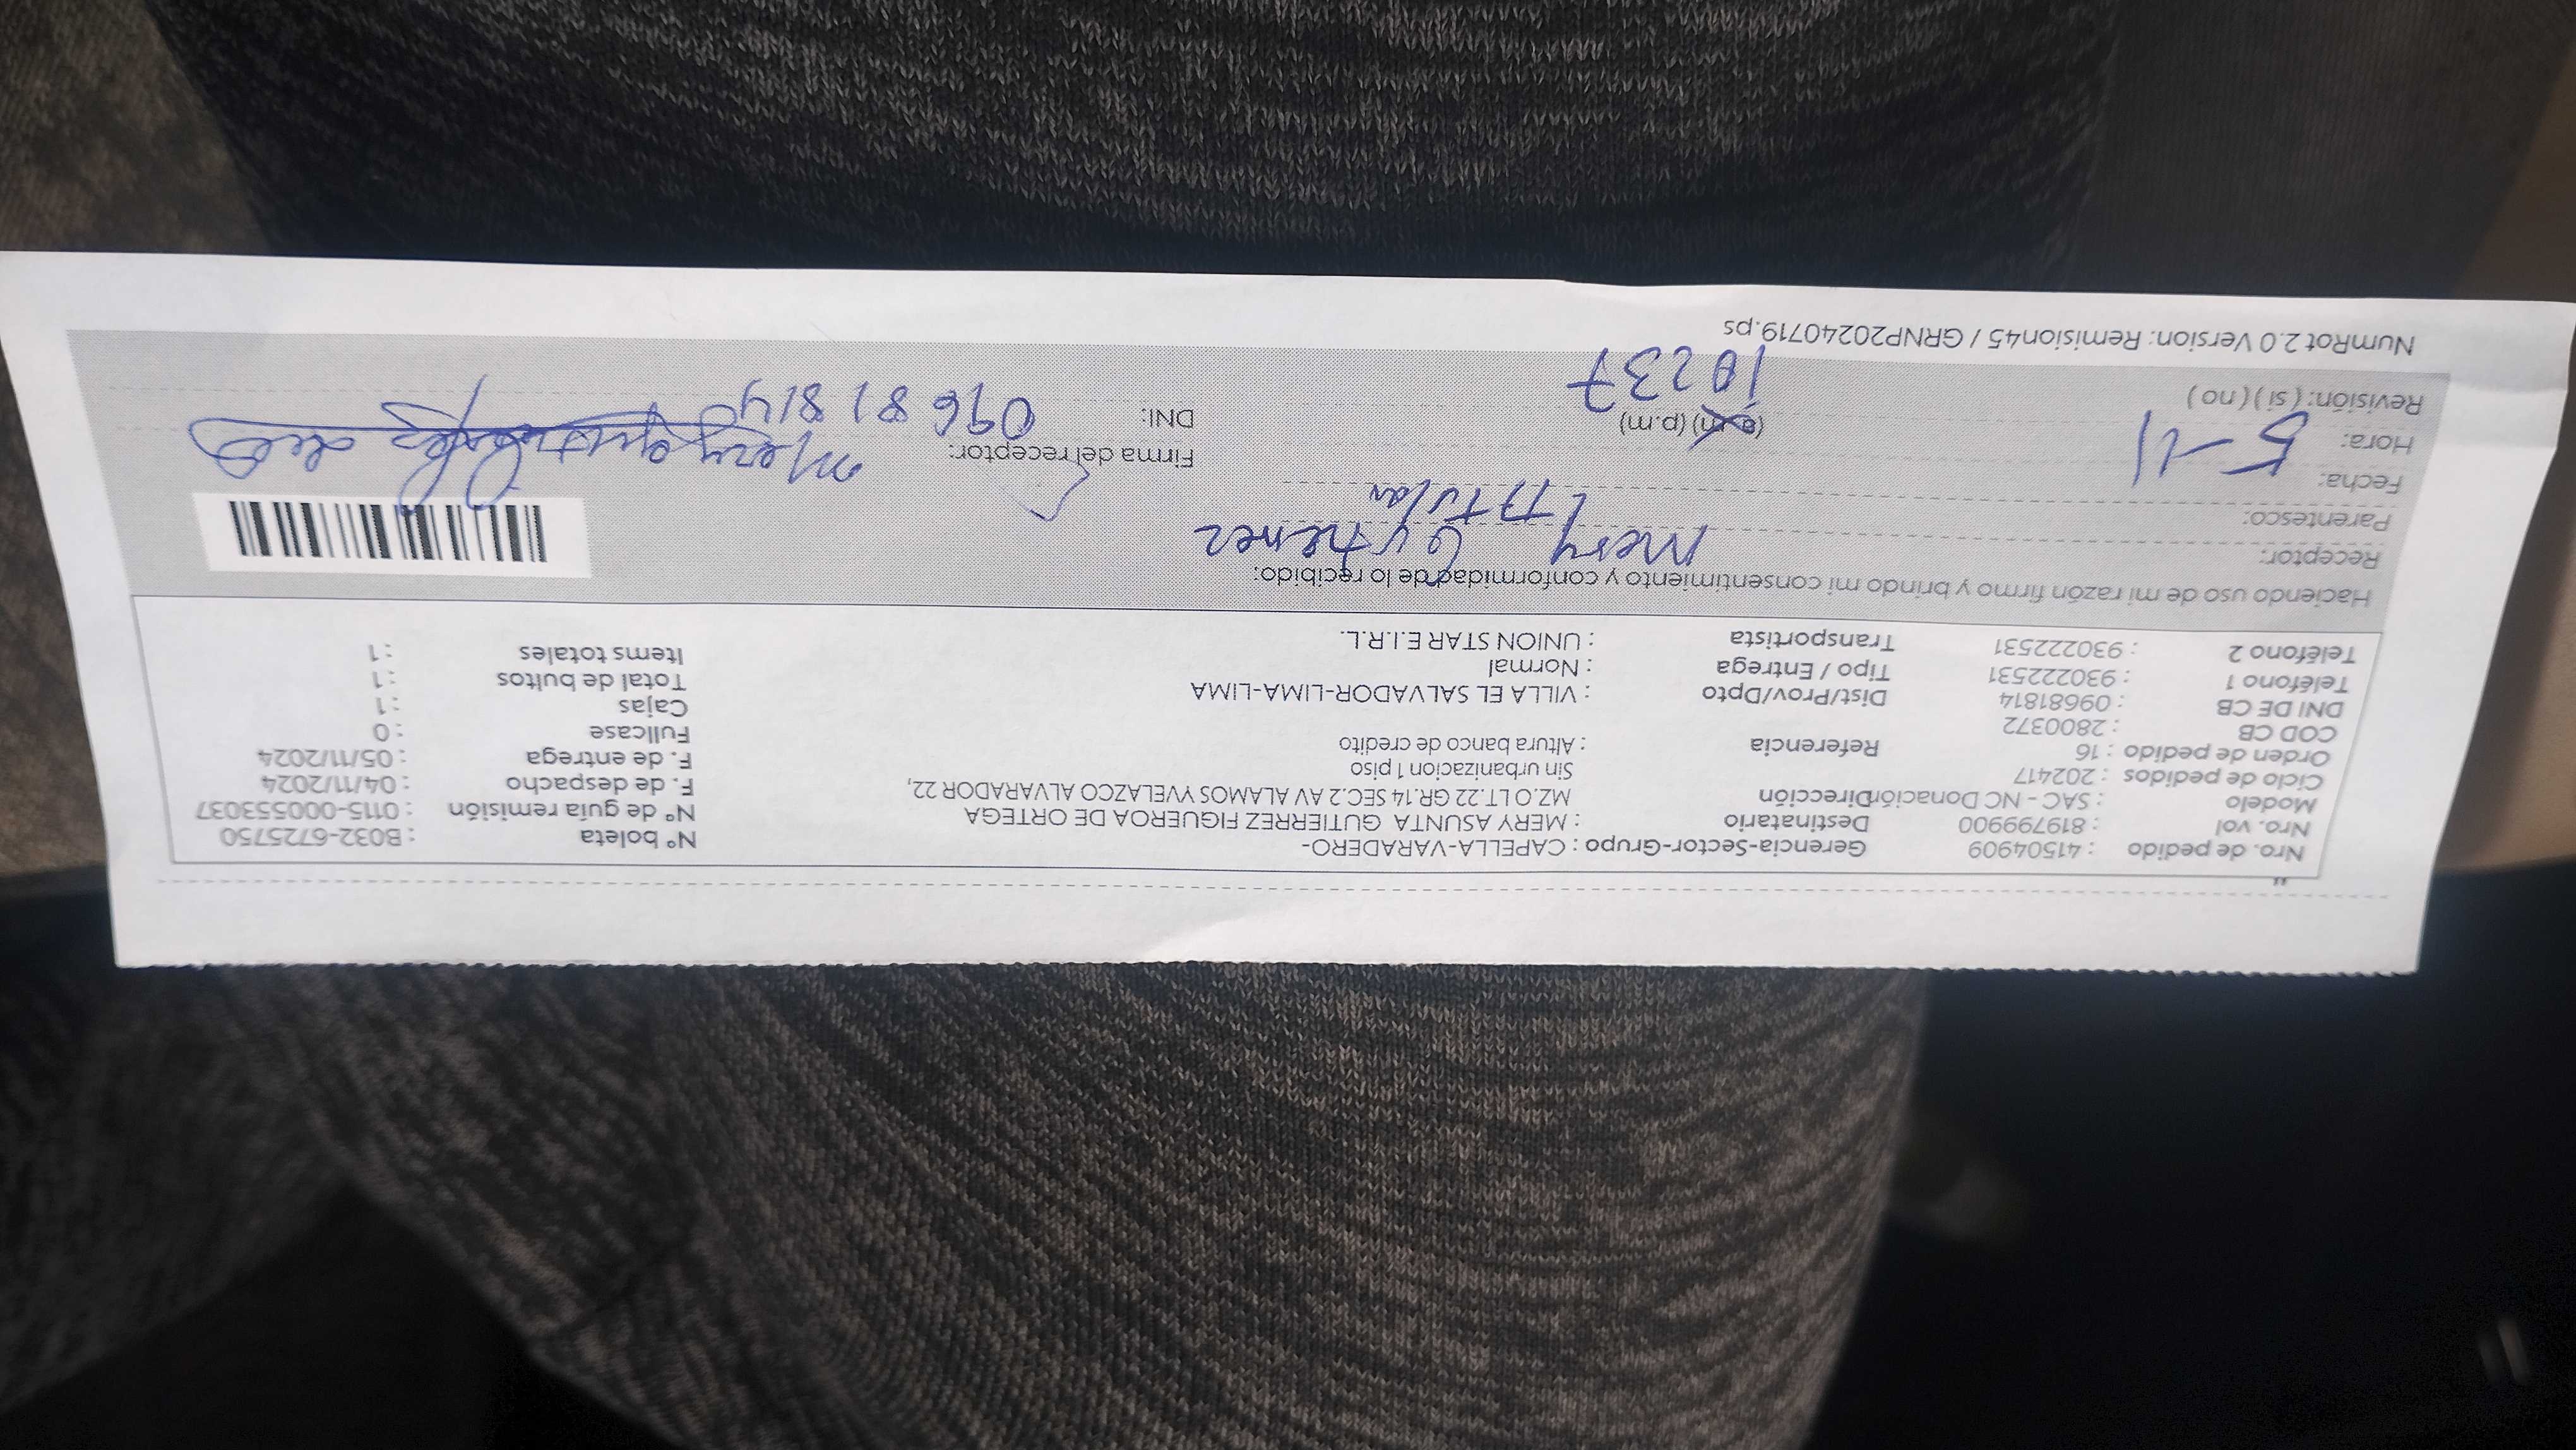 Nro. de pedido : 41504909 Gerencia-Sector-Grupo : CAPELLA-VARADERO- N° boleta : B032-6725750
Nro. vol : 819799900 Destinatario : MERY ASUNTA GUTIERREZ FIGUEROA DE ORTEGA N° de guía remisión : 0115-000553037
Modelo : SAC - NC Donación Dirección MZ.O LT.22 GR.14 SEC.2 AV ALAMOS YVELAZCO ALVARADOR 22, F. de despacho : 04/11/2024
Ciclo de pedidos : 202417 Sin urbanizacion 1 piso F. de entrega : 05/11/2024
Orden de pedido : 16 Referencia : Altura banco de credito Fullcase : 0
COD CB : 2800372 Cajas : 1
DNI DE CB : 09681814 Dist/Prov/Dpto : VILLA EL SALVADOR-LIMA-LIMA Total de bultos : 1
Teléfono 1 : 930222531 Tipo / Entrega : Normal Items totales : 1
Teléfono 2 : 930222531 Transportista : UNION STAR E.I.R.L.
Haciendo uso de mi razón firmo y brindo mi consentimiento y conformidad de lo recibido:
Receptor: Mery Gutierrez
Parentesco: Titular
Fecha: 5-11 Firma del receptor:
Hora: (a.m) (p.m) DNI: 09681814
Revisión: ( si ) ( no ) 10237
NumRot 2.0 Version: Remision45 / GRNP20240719.ps